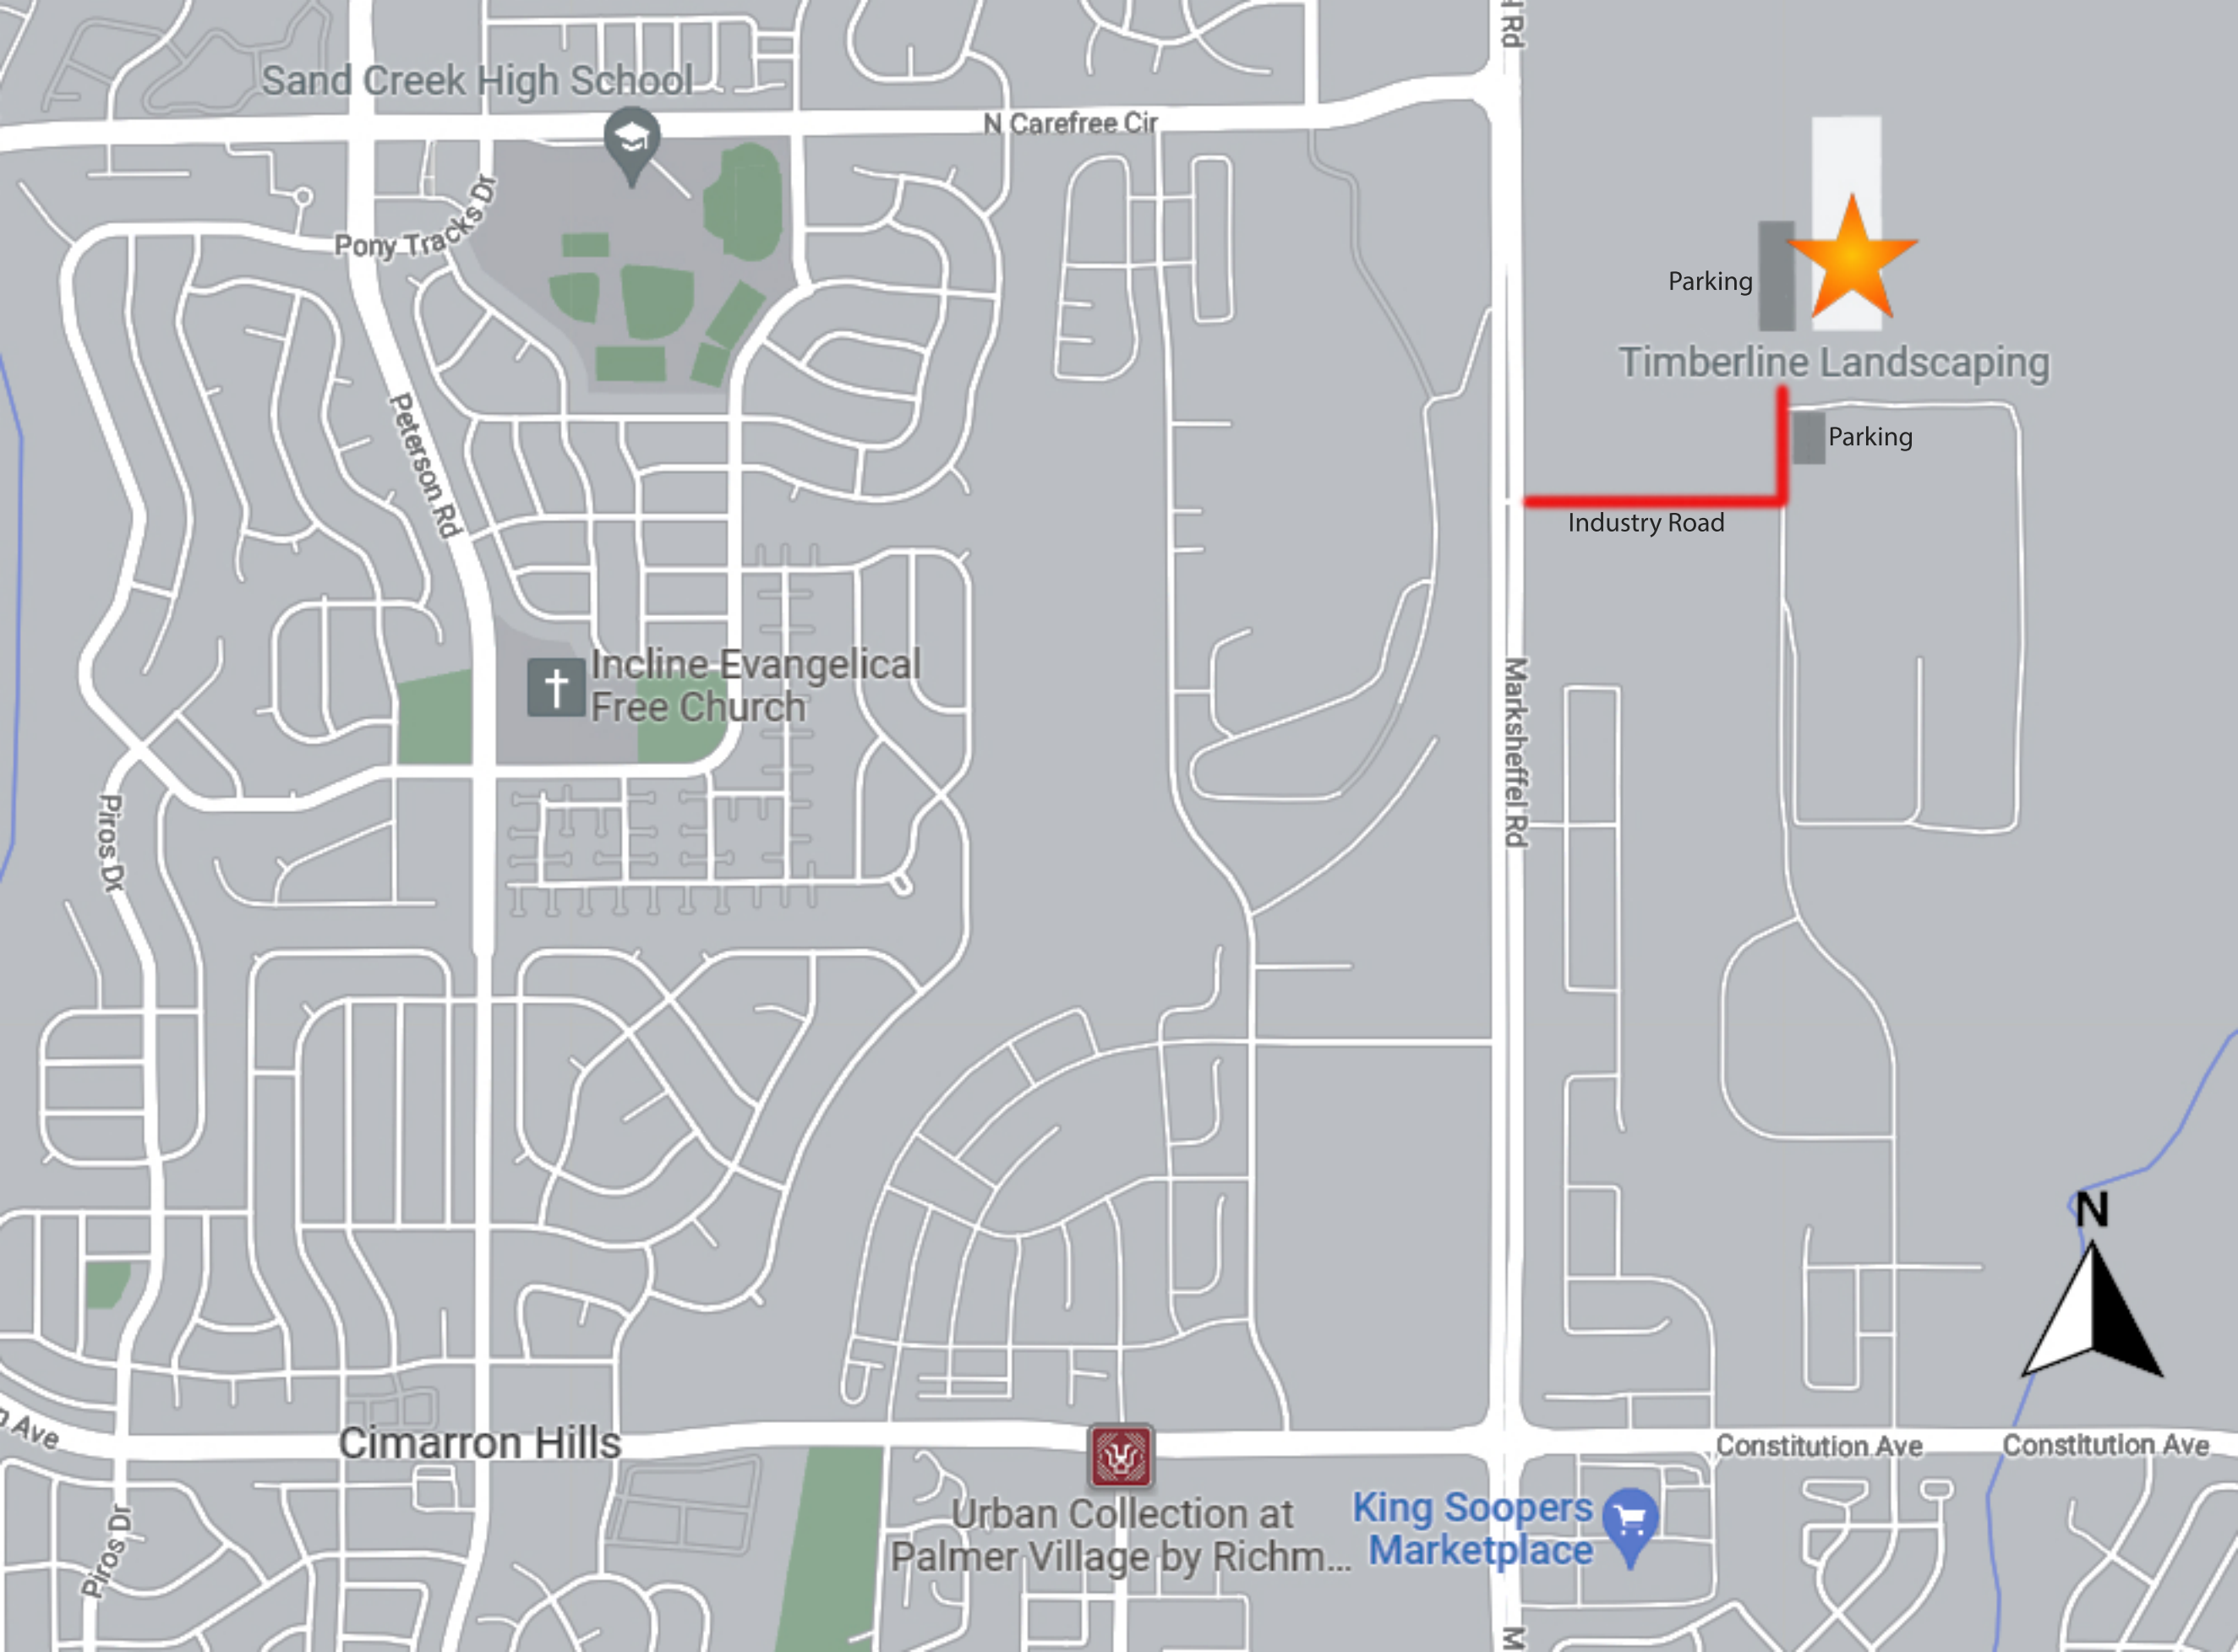 d Rd
Sand Creek High School
N Carefree Cir
Pony Tracks Dr
Parking
Timberline Landscaping
Peterson Rd
Parking
Industry Road
Incline Evangelical
Free Church
Marksheffel Rd
Piros Dr
N
n Ave
Cimarron Hills
Constitution Ave
Constitution Ave
Urban Collection at
Palmer Village by Richm...
King Soopers
Marketplace
Piros Dr
M